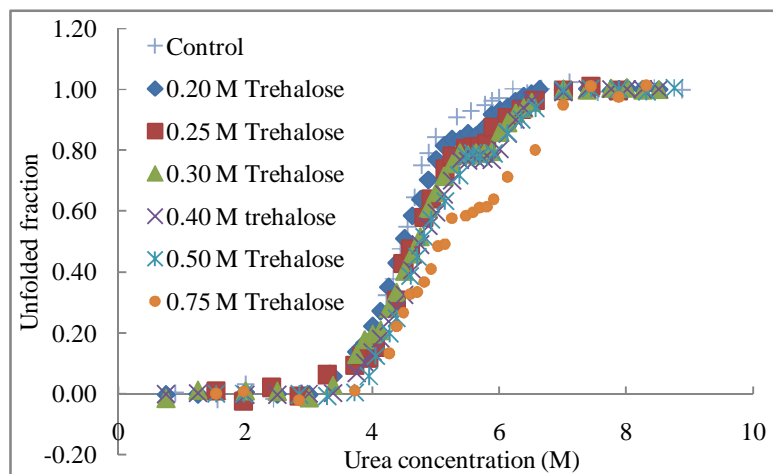 1.20
1.00
0.80
0.60
0.40
0.20
0.00
-0.20
Unfolded fraction
Control
0.20 M Trehalose
0.25 M Trehalose
0.30 M Trehalose
0.40 M trehalose
0.50 M Trehalose
0.75 M Trehalose
0 2 4 6 8 10
Urea concentration (M)